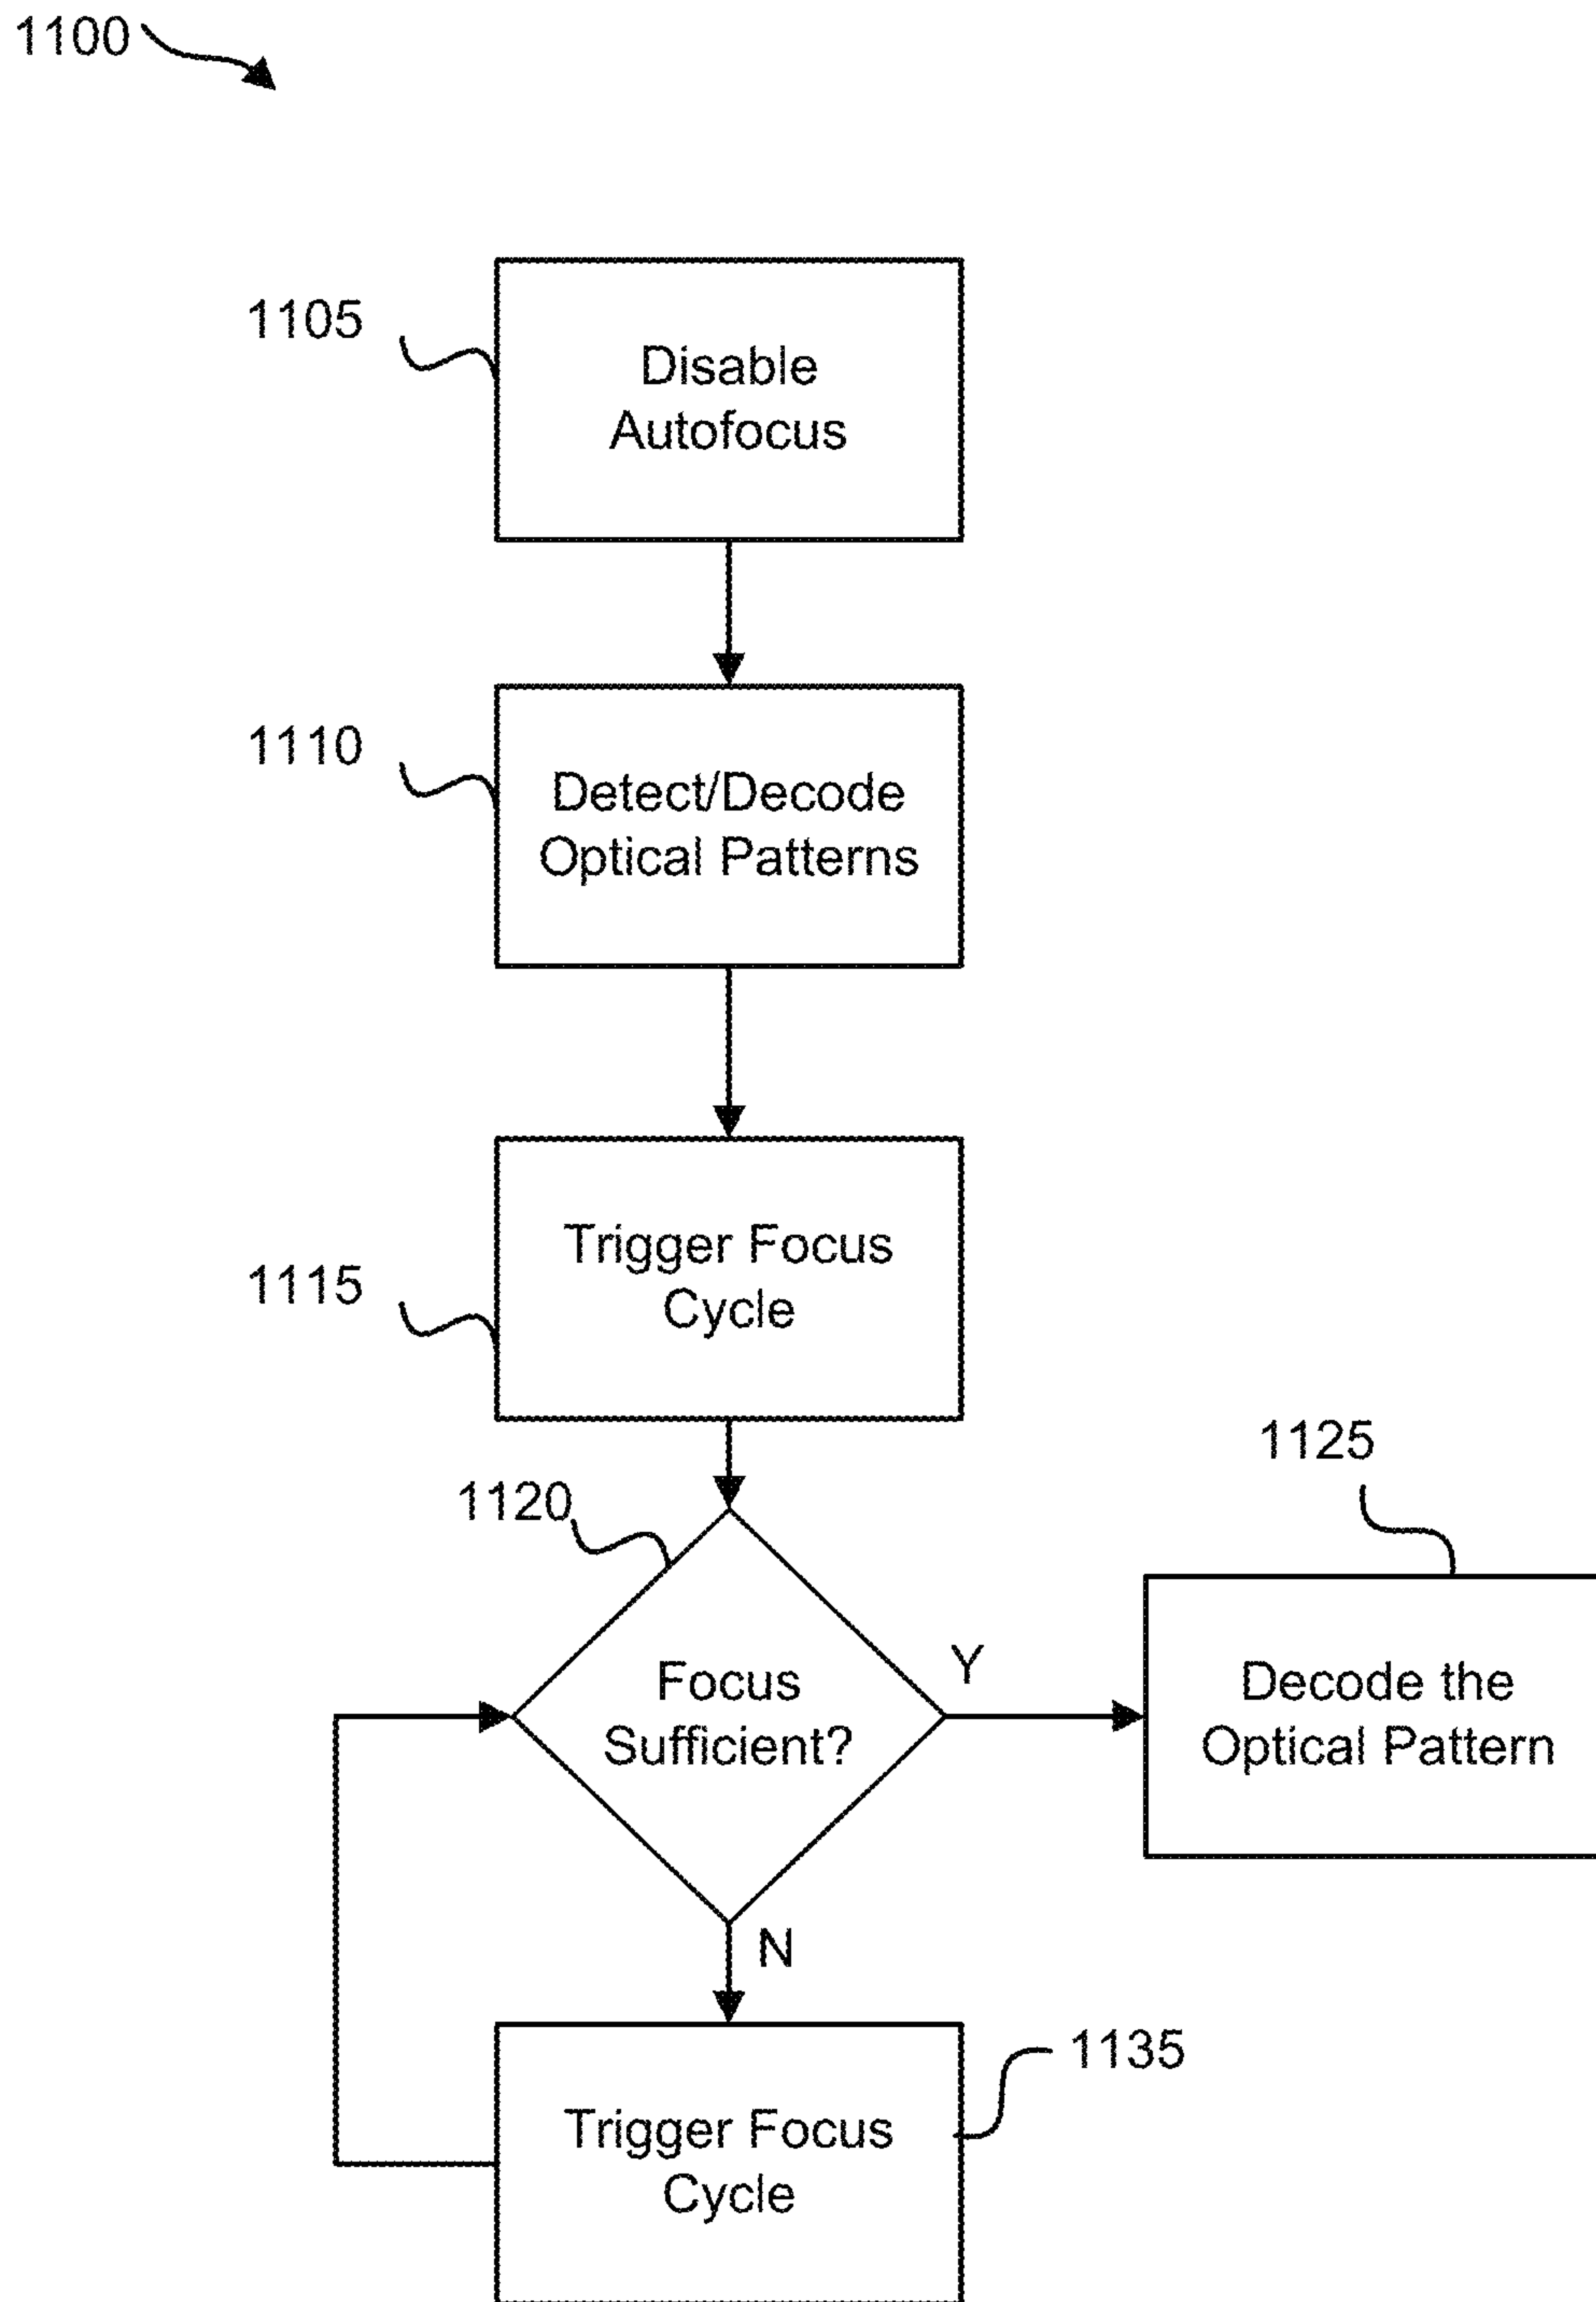 1100
1105
Disable
Autofocus
1110
Detect/Decode
Optical Patterns
1115
Trigger Focus
Cycle
1120
Focus
Sufficient?
Y
1125
Decode the
Optical Pattern
N
1135
Trigger Focus
Cycle